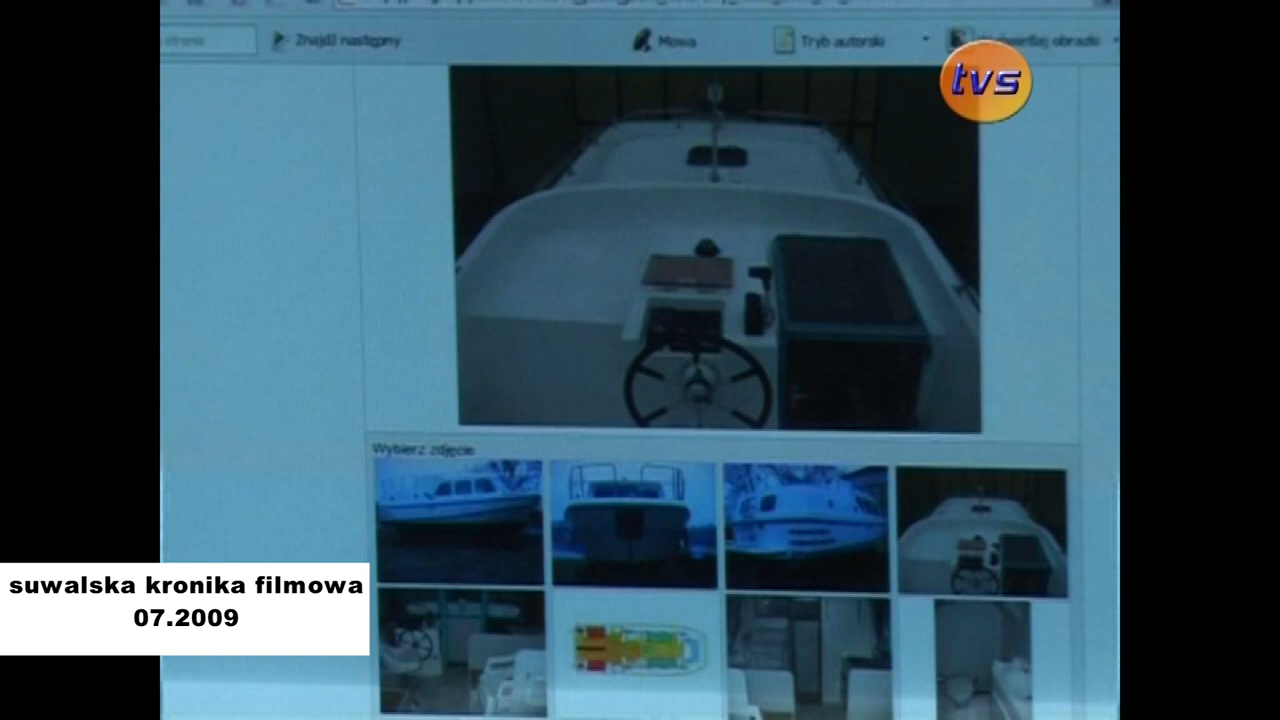 Znajdź następny
Mowa
Tryb autorski
tvs
Wybierz zdjęcie
suwalska kronika filmowa
07.2009